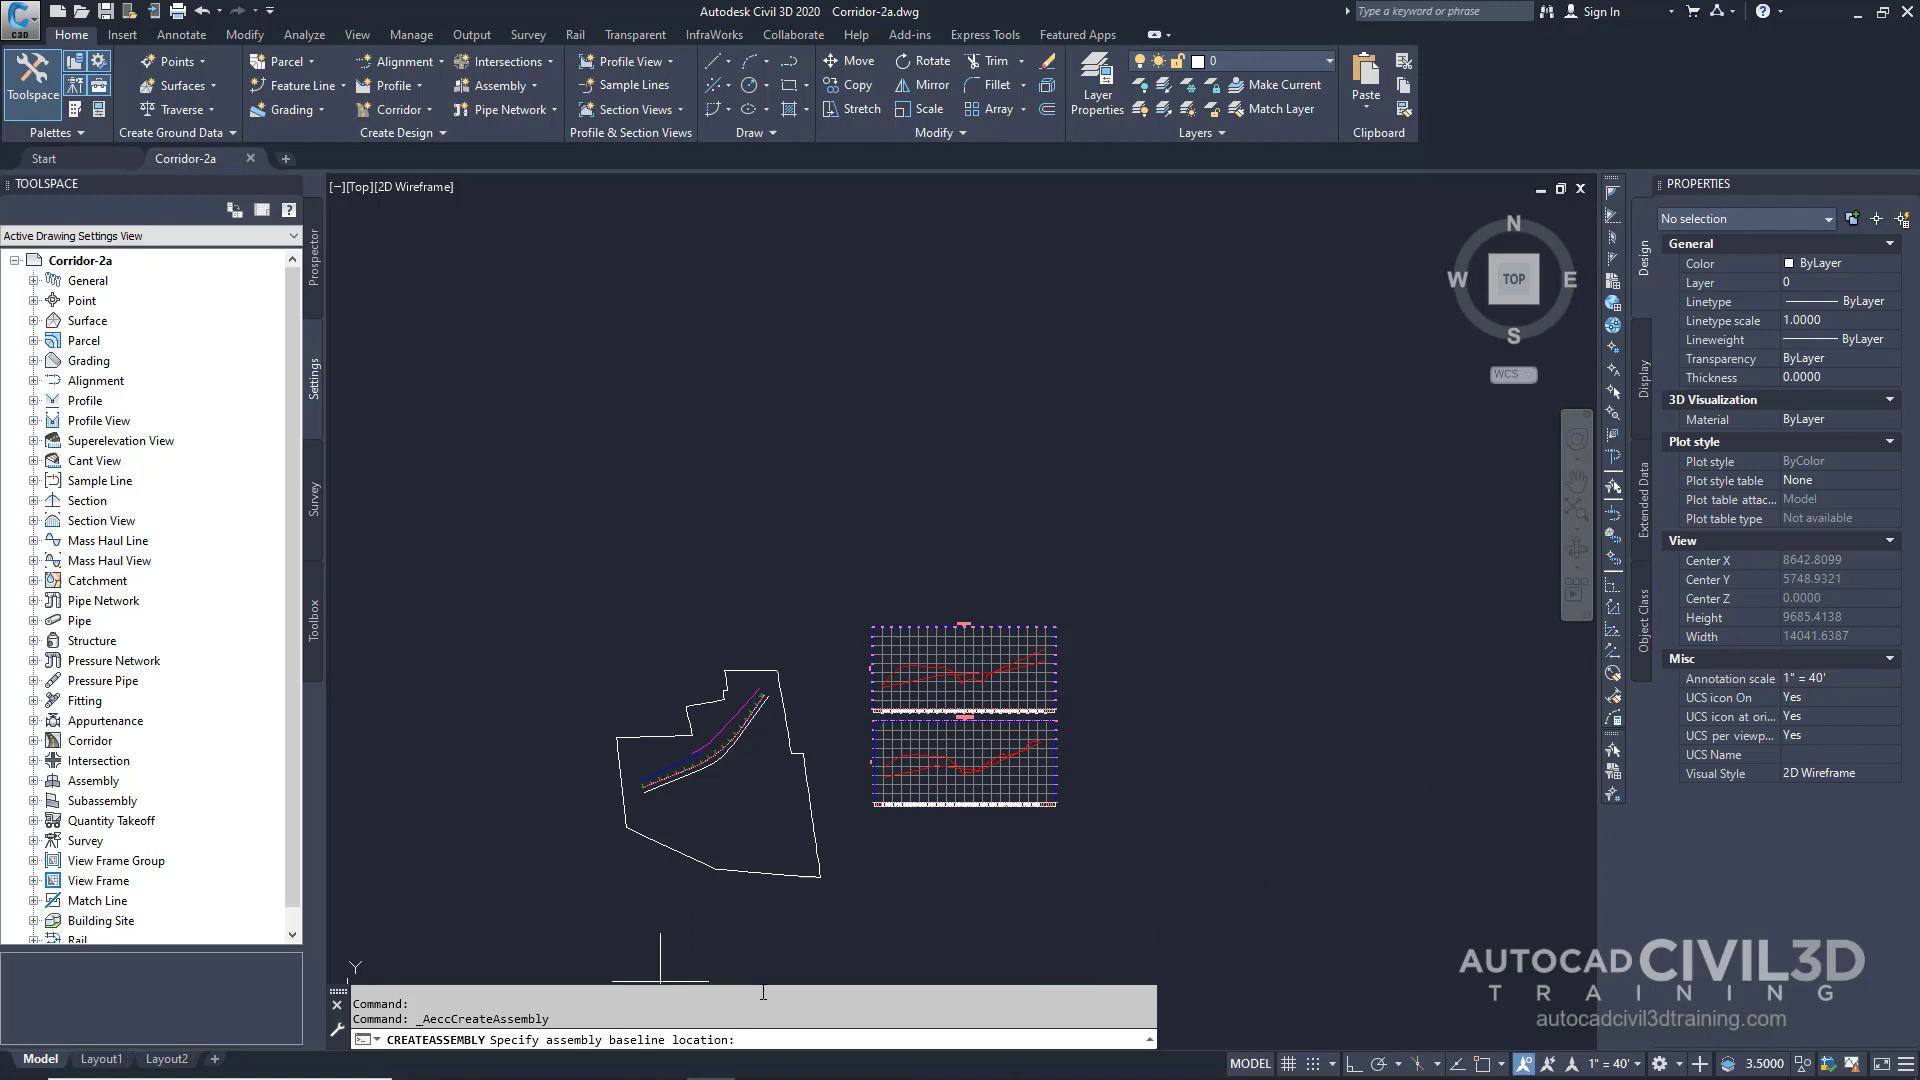 Autodesk Civil 3D 2020 Corridor-2a.dwg
Type a keyword or phrase
Sign In
C3D
Home Insert Annotate Modify Analyze View Manage Output Survey Rail Transparent InfraWorks Collaborate Help Add-ins Express Tools Featured Apps
Toolspace
Points
Surfaces
Traverse
Parcel
Feature Line
Grading
Alignment
Profile
Corridor
Intersections
Assembly
Pipe Network
Profile View
Sample Lines
Section Views
Move
Copy
Stretch
Rotate
Mirror
Scale
Trim
Fillet
Array
Layer
Properties
0
Make Current
Match Layer
Paste
Palettes Create Ground Data Create Design Profile & Section Views Draw Modify Layers Clipboard
Start Corridor-2a
TOOLSPACE
Active Drawing Settings View
Corridor-2a
General
Point
Surface
Parcel
Grading
Alignment
Profile
Profile View
Superelevation View
Cant View
Sample Line
Section
Section View
Mass Haul Line
Mass Haul View
Catchment
Pipe Network
Pipe
Structure
Pressure Network
Pressure Pipe
Fitting
Appurtenance
Corridor
Intersection
Assembly
Subassembly
Quantity Takeoff
Survey
View Frame Group
View Frame
Match Line
Building Site
Rail
Prospector
Settings
Survey
Toolbox
[−][Top][2D Wireframe]
N
W TOP E
S
WCS
Y
Command:
Command: _AeccCreateAssembly
CREATEASSEMBLY Specify assembly baseline location:
PROPERTIES
No selection
Design
Display
Extended Data
Object Class
General
Color ByLayer
Layer 0
Linetype ByLayer
Linetype scale 1.0000
Lineweight ByLayer
Transparency ByLayer
Thickness 0.0000
3D Visualization
Material ByLayer
Plot style
Plot style ByColor
Plot style table None
Plot table attac... Model
Plot table type Not available
View
Center X 8642.8099
Center Y 5748.9321
Center Z 0.0000
Height 9685.4138
Width 14041.6387
Misc
Annotation scale 1" = 40'
UCS icon On Yes
UCS icon at ori... Yes
UCS per viewp... Yes
UCS Name
Visual Style 2D Wireframe
AUTOCAD CIVIL3D
TRAINING
autocadcivil3dtraining.com
Model Layout1 Layout2
MODEL 1" = 40' 3.5000